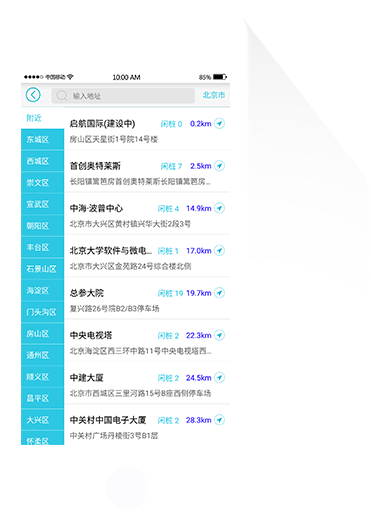 中国移动 10:00 AM 85%
输入地址 北京市
附近
东城区
西城区
崇文区
宣武区
朝阳区
丰台区
石景山区
海淀区
门头沟区
房山区
通州区
顺义区
昌平区
大兴区
怀柔区
启航国际(建设中) 闲桩 0 0.2km
房山区天星街1号院14号楼
首创奥特莱斯 闲桩 7 2.5km
长阳镇篱笆房首创奥特莱斯长阳镇篱笆房...
中海·波普中心 闲桩 4 14.9km
北京市大兴区黄村镇兴华大街2段3号
北京大学软件与微电... 闲桩 1 17.0km
北京市大兴区金苑路24号综合楼北侧
总参大院 闲桩 19 19.7km
复兴路26号院B2/B3停车场
中央电视塔 闲桩 2 22.3km
北京海淀区西三环中路11号中央电视塔西...
中建大厦 闲桩 2 24.5km
北京市西城区三里河路15号B座西侧停车场
中关村中国电子大厦 闲桩 2 28.3km
中关村广场丹棱街3号B1层